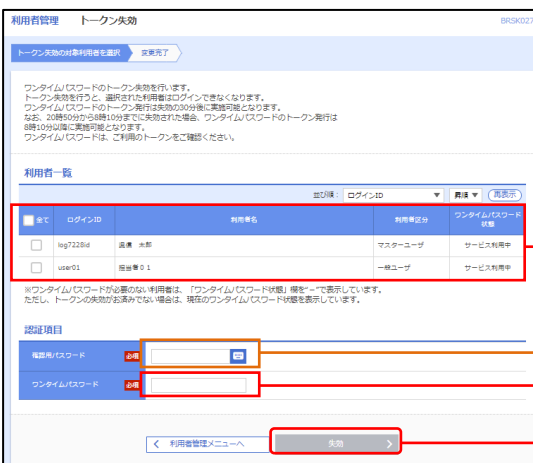 利用者管理 トークン失効 BRSK027
トークン失効の対象利用者を選択 変更完了
ワンタイムパスワードのトークン失効を行います。
トークン失効を行うと、選択された利用者はログインできなくなります。
ワンタイムパスワードのトークン発行は失効の30分後に実施可能となります。
なお、20時50分から8時10分までに失効された場合、ワンタイムパスワードのトークン発行は
8時10分以降に実施可能となります。
ワンタイムパスワードは、ご利用のトークンをご確認ください。
利用者一覧
並び順： ログインID 昇順 再表示
全て ログインID 利用者名 利用者区分 ワンタイムパスワード
状態
log7228id 太郎 マスターユーザ サービス利用中
user01 担当者01 一般ユーザ サービス利用中
※ワンタイムパスワードが必要のない利用者は、「ワンタイムパスワード状態」欄を"−"で表示しています。
ただし、トークンの失効がお済みでない場合は、現在のワンタイムパスワード状態を表示しています。
認証項目
確認用パスワード 必須
ワンタイムパスワード 必須
利用者管理メニューへ 失効